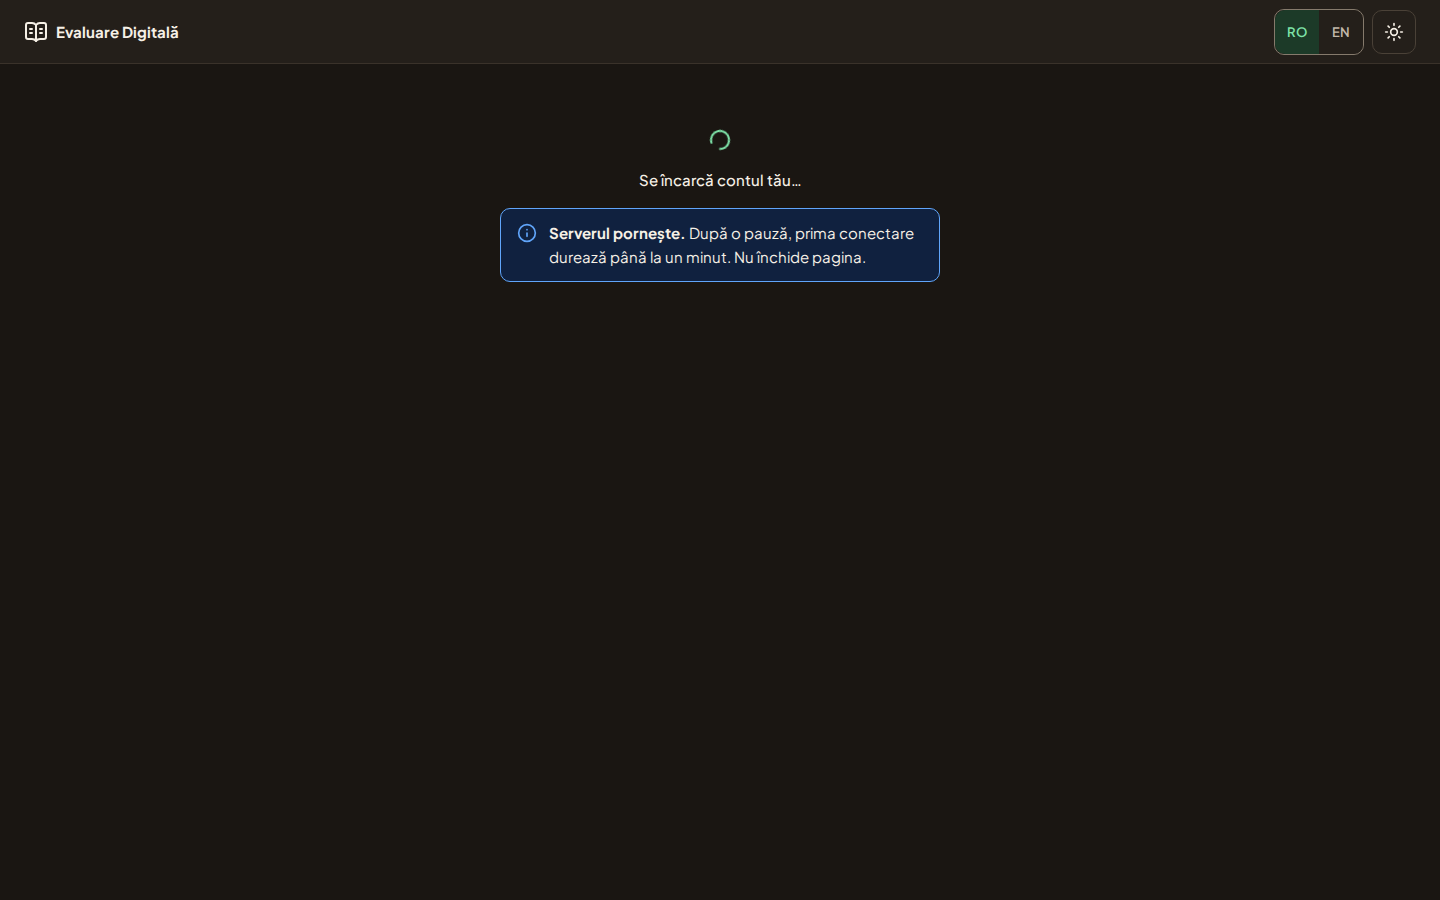 Evaluare Digitală
RO EN
Se încarcă contul tău...
Serverul pornește. După o pauză, prima conectare
durează până la un minut. Nu închide pagina.